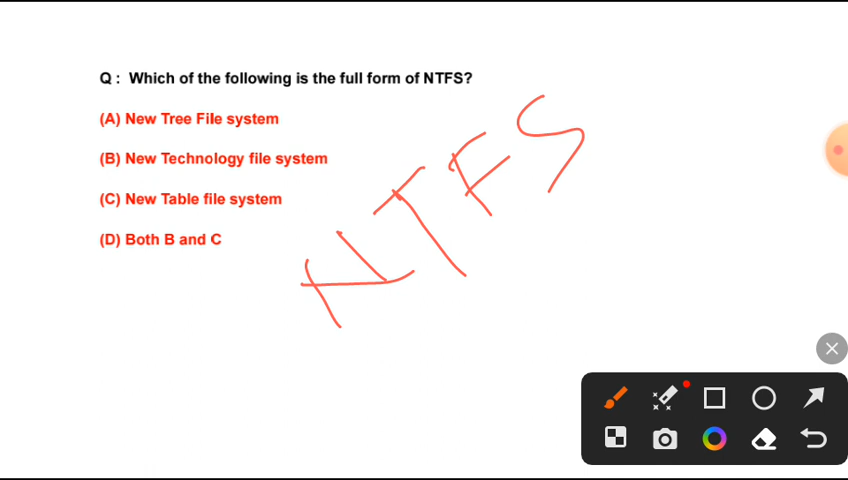 Q : Which of the following is the full form of NTFS?
(A) New Tree File system
(B) New Technology file system
(C) New Table file system
(D) Both B and C
NTFS